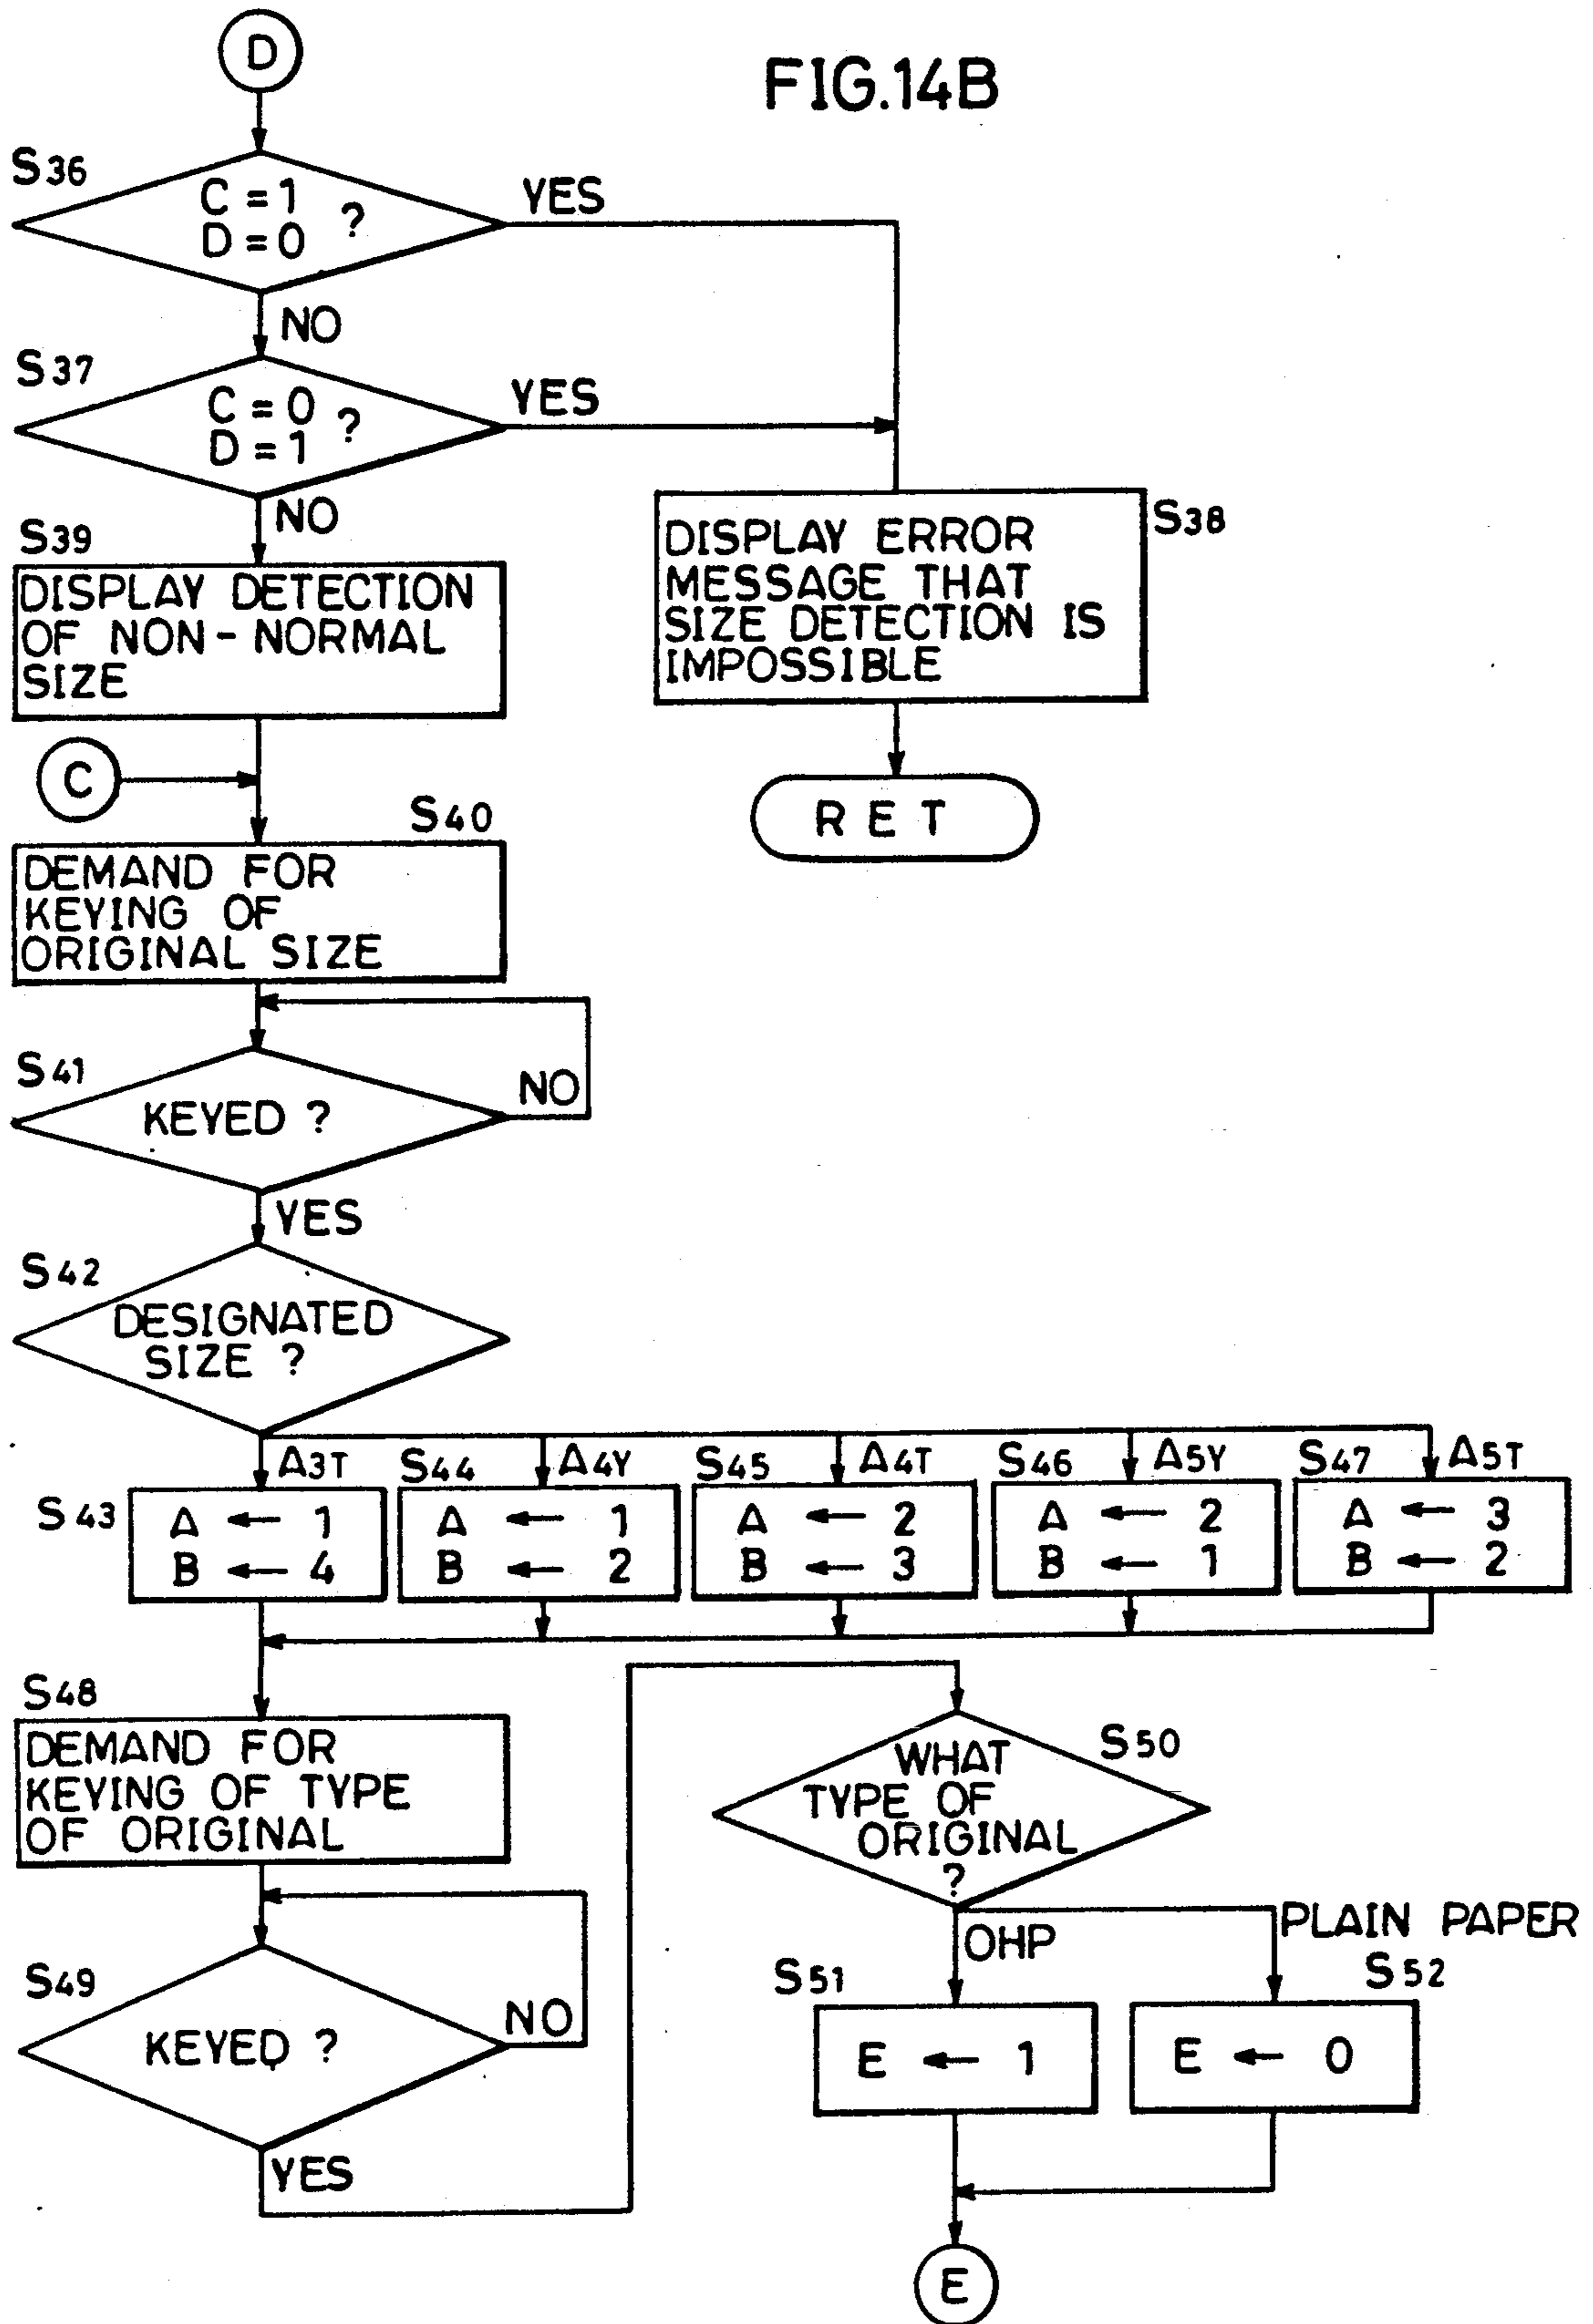 D
FIG.14B
S36
C = 1
D = 0 ?
YES
NO
S37
C = 0
D = 1 ?
YES
NO
S38
DISPLAY ERROR
MESSAGE THAT
SIZE DETECTION IS
IMPOSSIBLE
RET
S39
DISPLAY DETECTION
OF NON-NORMAL
SIZE
C
S40
DEMAND FOR
KEYING OF
ORIGINAL SIZE
S41
KEYED ?
NO
YES
S42
DESIGNATED
SIZE ?
A3T
S44
A4Y
S45
A4T
S46
A5Y
S47
A5T
S43
A ← 1
B ← 4
A ← 1
B ← 2
A ← 2
B ← 3
A ← 2
B ← 1
A ← 3
B ← 2
S48
DEMAND FOR
KEYING OF TYPE
OF ORIGINAL
S49
KEYED ?
NO
YES
S50
WHAT
TYPE OF
ORIGINAL
?
OHP
PLAIN PAPER
S51
S52
E ← 1
E ← 0
E